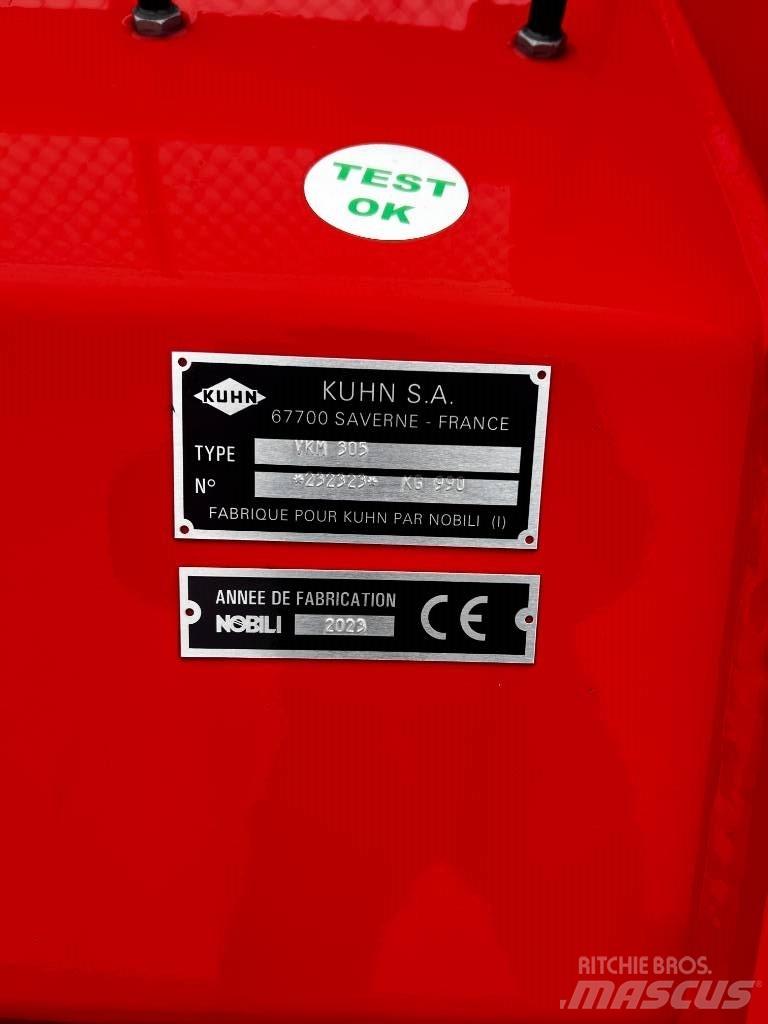 TEST
OK
KUHN
KUHN S.A.
67700 SAVERNE - FRANCE
TYPE VKM 305
N° *232323* KG 990
FABRIQUE POUR KUHN PAR NOBILI (I)
ANNEE DE FABRICATION
NOBILI 2023 CE
RITCHIE BROS.
MASCUS